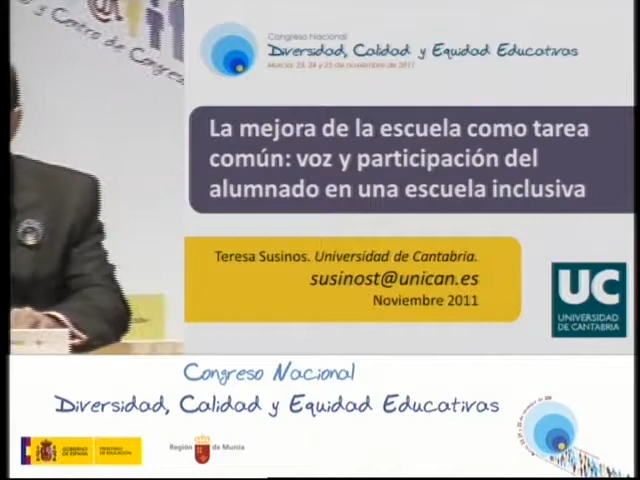 y Centro de Congresos
Congreso Nacional
Diversidad, Calidad y Equidad Educativas
Murcia 23, 24 y 25 de noviembre de 2011
La mejora de la escuela como tarea
común: voz y participación del
alumnado en una escuela inclusiva
Teresa Susinos. Universidad de Cantabria.
susinost@unican.es
Noviembre 2011
UC
UNIVERSIDAD
DE CANTABRIA
Congreso Nacional
Diversidad, Calidad y Equidad Educativas
GOBIERNO
DE ESPAÑA
MINISTERIO
DE EDUCACIÓN
Región de Murcia